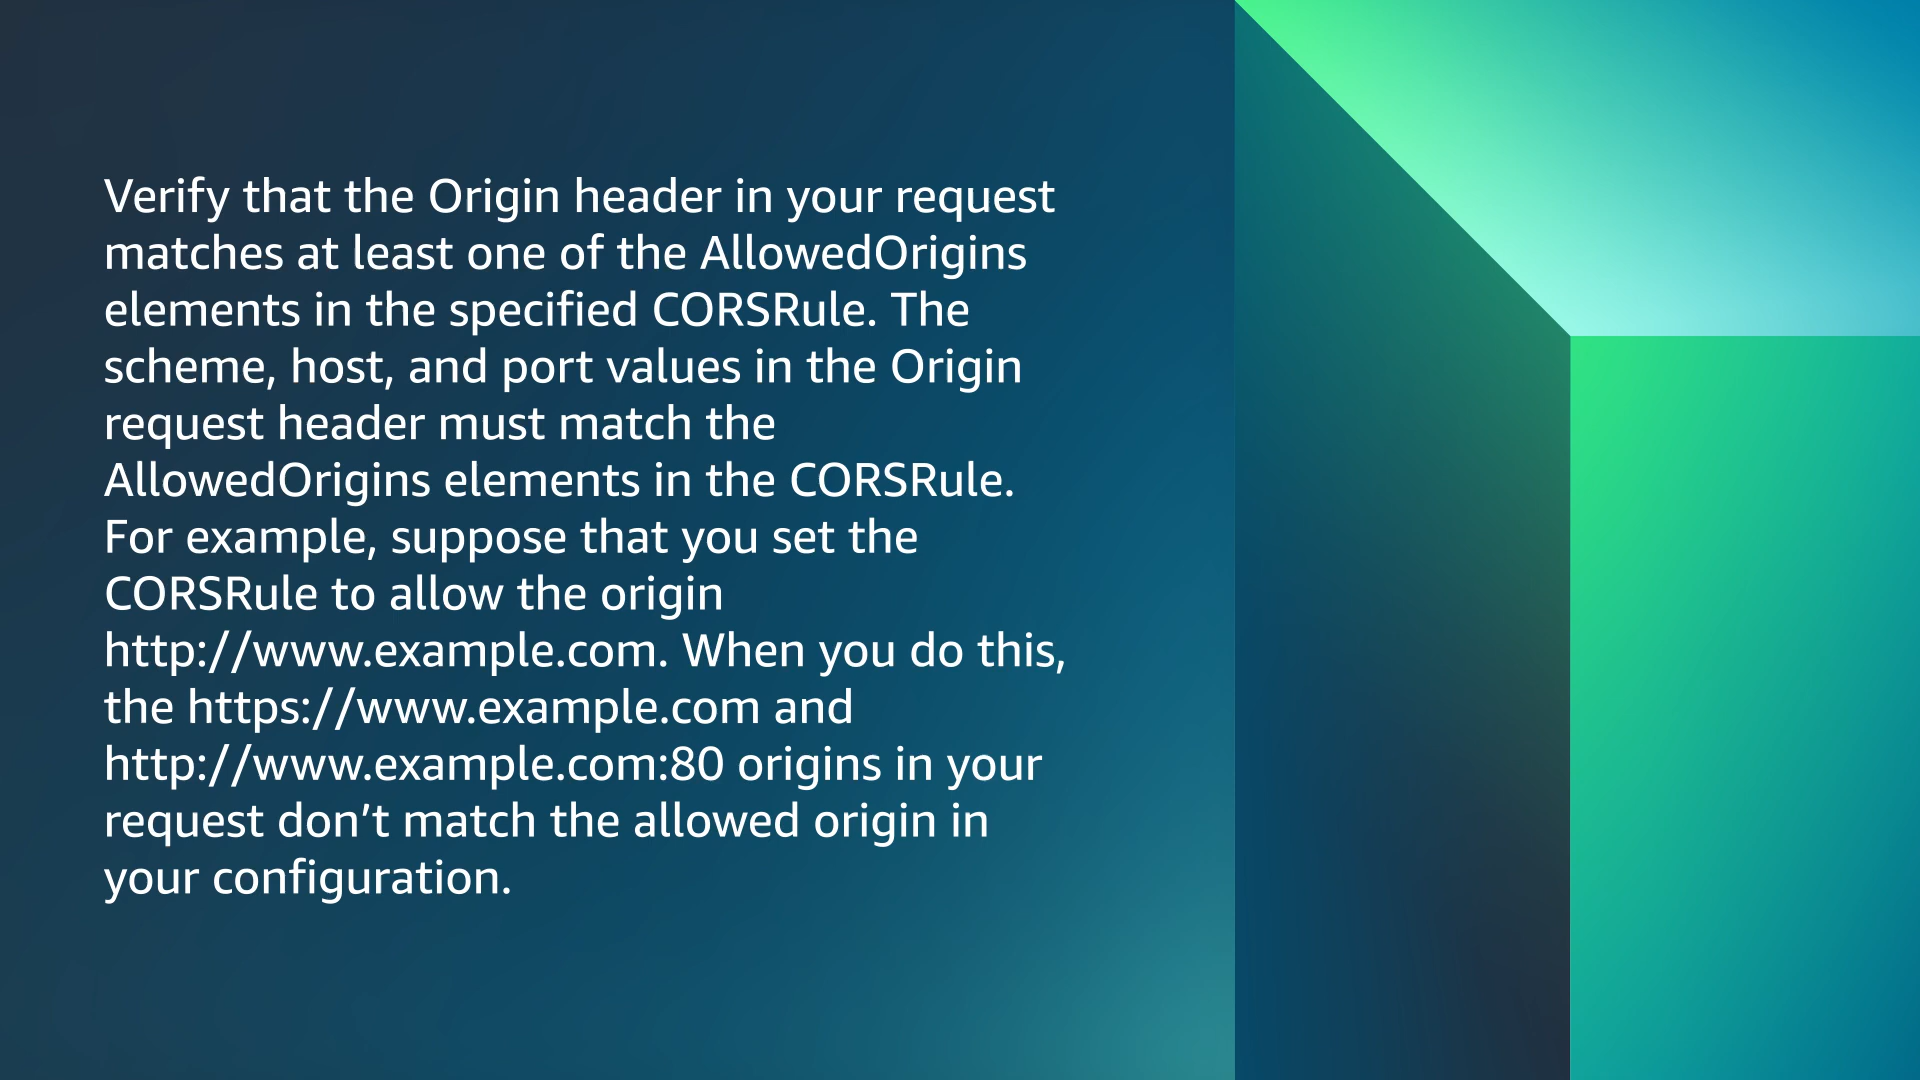 Verify that the Origin header in your request
matches at least one of the AllowedOrigins
elements in the specified CORSRule. The
scheme, host, and port values in the Origin
request header must match the
AllowedOrigins elements in the CORSRule.
For example, suppose that you set the
CORSRule to allow the origin
http://www.example.com. When you do this,
the https://www.example.com and
http://www.example.com:80 origins in your
request don’t match the allowed origin in
your configuration.